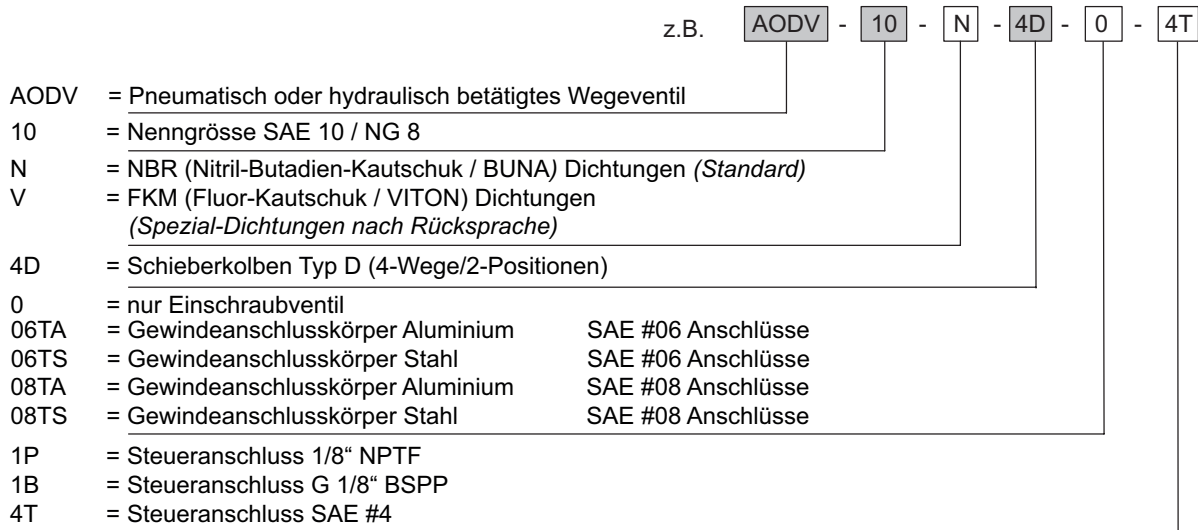 z.B. AODV - 10 - N - 4D - 0 - 4T
AODV = Pneumatisch oder hydraulisch betätigtes Wegeventil
10 = Nenngrösse SAE 10 / NG 8
N = NBR (Nitril-Butadien-Kautschuk / BUNA) Dichtungen (Standard)
V = FKM (Fluor-Kautschuk / VITON) Dichtungen
(Spezial-Dichtungen nach Rücksprache)
4D = Schieberkolben Typ D (4-Wege/2-Positionen)
0 = nur Einschraubventil
06TA = Gewindeanschlusskörper Aluminium SAE #06 Anschlüsse
06TS = Gewindeanschlusskörper Stahl SAE #06 Anschlüsse
08TA = Gewindeanschlusskörper Aluminium SAE #08 Anschlüsse
08TS = Gewindeanschlusskörper Stahl SAE #08 Anschlüsse
1P = Steueranschluss 1/8“ NPTF
1B = Steueranschluss G 1/8“ BSPP
4T = Steueranschluss SAE #4